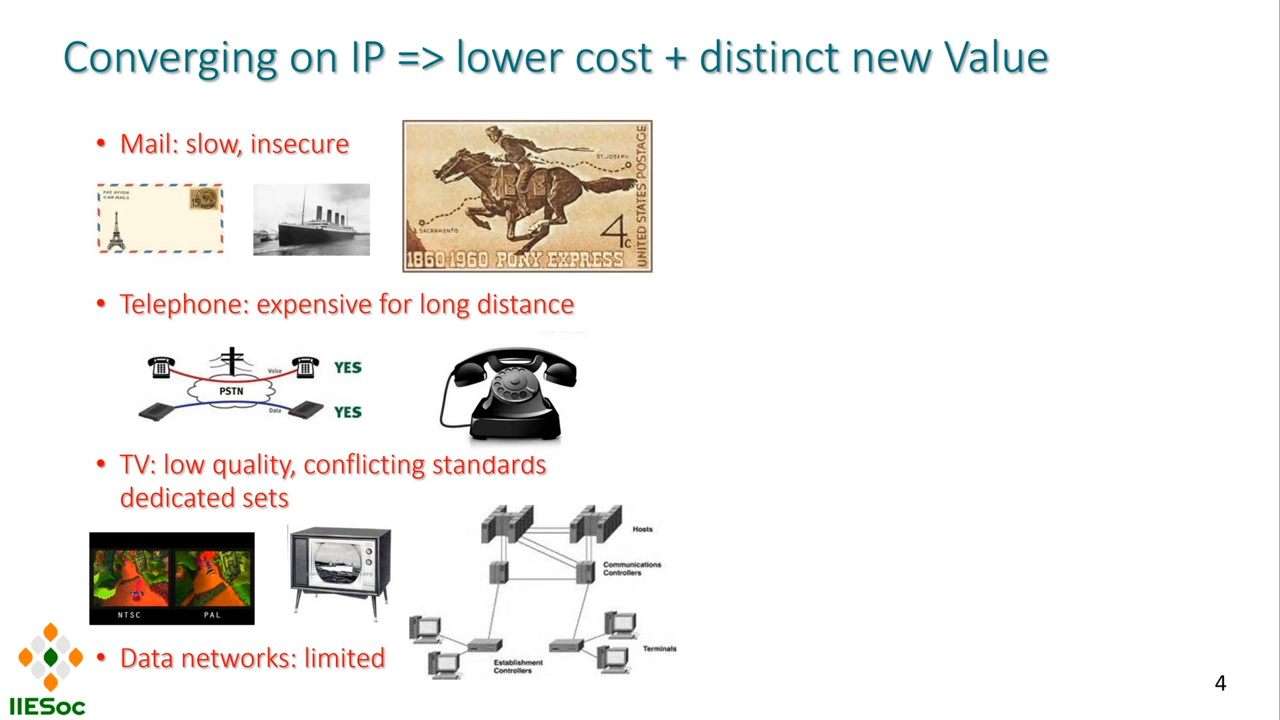 Converging on IP => lower cost + distinct new Value
• Mail: slow, insecure
PAR AVION
15
ST. JOSEPH
SACRAMENTO
4c
UNITED STATES POSTAGE
1860-1960 PONY EXPRESS
• Telephone: expensive for long distance
Voice
YES
PSTN
Data
YES
• TV: low quality, conflicting standards
dedicated sets
NTSC
PAL
Hosts
Communications
Controllers
Establishment
Controllers
Terminals
• Data networks: limited
IIESoc
4